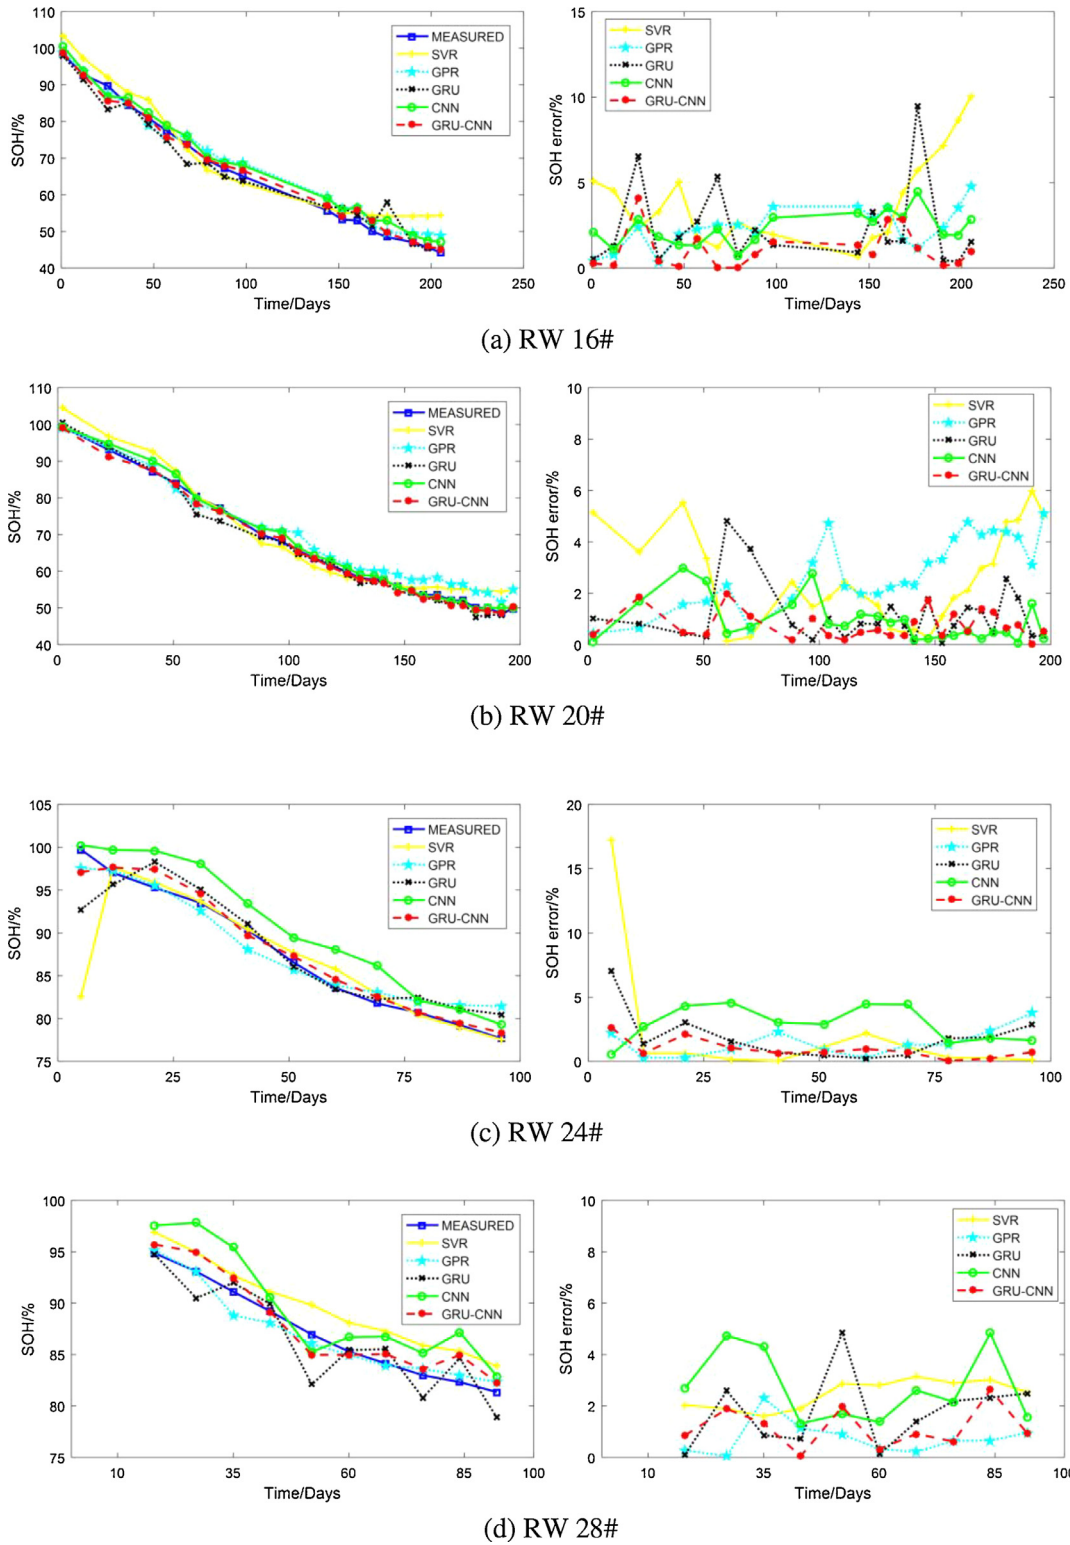 110
100
90
80
70
60
50
40
SOH/%
0 50 100 150 200 250
Time/Days
MEASURED
SVR
GPR
GRU
CNN
GRU-CNN
15
10
5
0
SOH error/%
0 50 100 150 200 250
Time/Days
SVR
GPR
GRU
CNN
GRU-CNN
(a) RW 16#
110
100
90
80
70
60
50
40
SOH/%
0 50 100 150 200
Time/Days
MEASURED
SVR
GPR
GRU
CNN
GRU-CNN
10
8
6
4
2
0
SOH error/%
0 50 100 150 200
Time/Days
SVR
GPR
GRU
CNN
GRU-CNN
(b) RW 20#
105
100
95
90
85
80
75
SOH/%
0 25 50 75 100
Time/Days
MEASURED
SVR
GPR
GRU
CNN
GRU-CNN
20
15
10
5
0
SOH error/%
0 25 50 75 100
Time/Days
SVR
GPR
GRU
CNN
GRU-CNN
(c) RW 24#
100
95
90
85
80
75
SOH/%
10 35 60 85 100
Time/Days
MEASURED
SVR
GPR
GRU
CNN
GRU-CNN
10
8
6
4
2
0
SOH error/%
10 35 60 85 100
Time/Days
SVR
GPR
GRU
CNN
GRU-CNN
(d) RW 28#